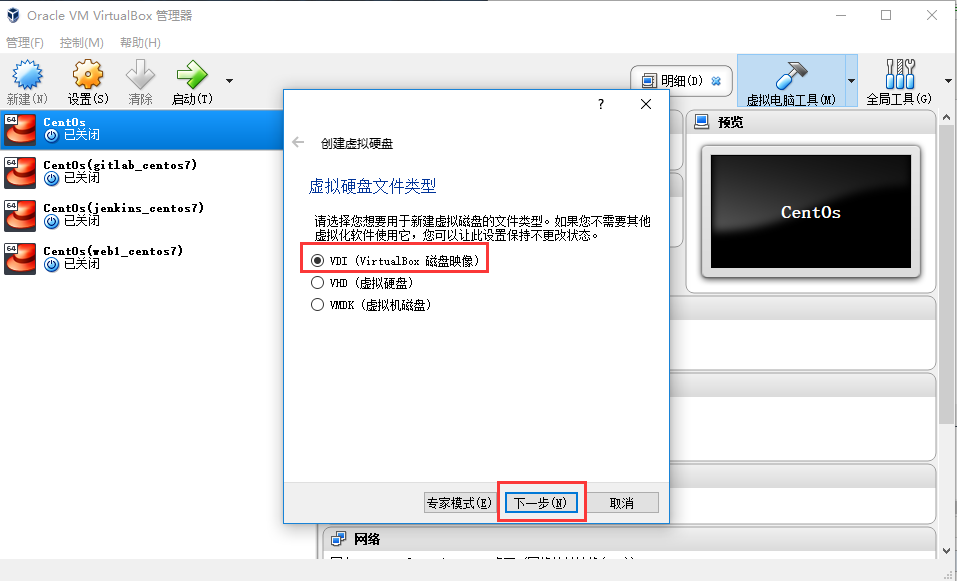 Oracle VM VirtualBox 管理器
管理(F) 控制(M) 帮助(H)
新建(N) 设置(S) 清除 启动(T) 明细(D) 虚拟电脑工具(M) 全局工具(G)
64 CentOs
已关闭
64 CentOs(gitlab_centos7)
已关闭
64 CentOs(jenkins_centos7)
已关闭
64 CentOs(web1_centos7)
已关闭
预览
CentOs
?
创建虚拟硬盘
虚拟硬盘文件类型
请选择您想要用于新建虚拟磁盘的文件类型。如果您不需要其他
虚拟化软件使用它，您可以让此设置保持不更改状态。
VDI (VirtualBox 磁盘映像)
VHD (虚拟硬盘)
VMDK (虚拟机磁盘)
专家模式(E) 下一步(N) 取消
网络